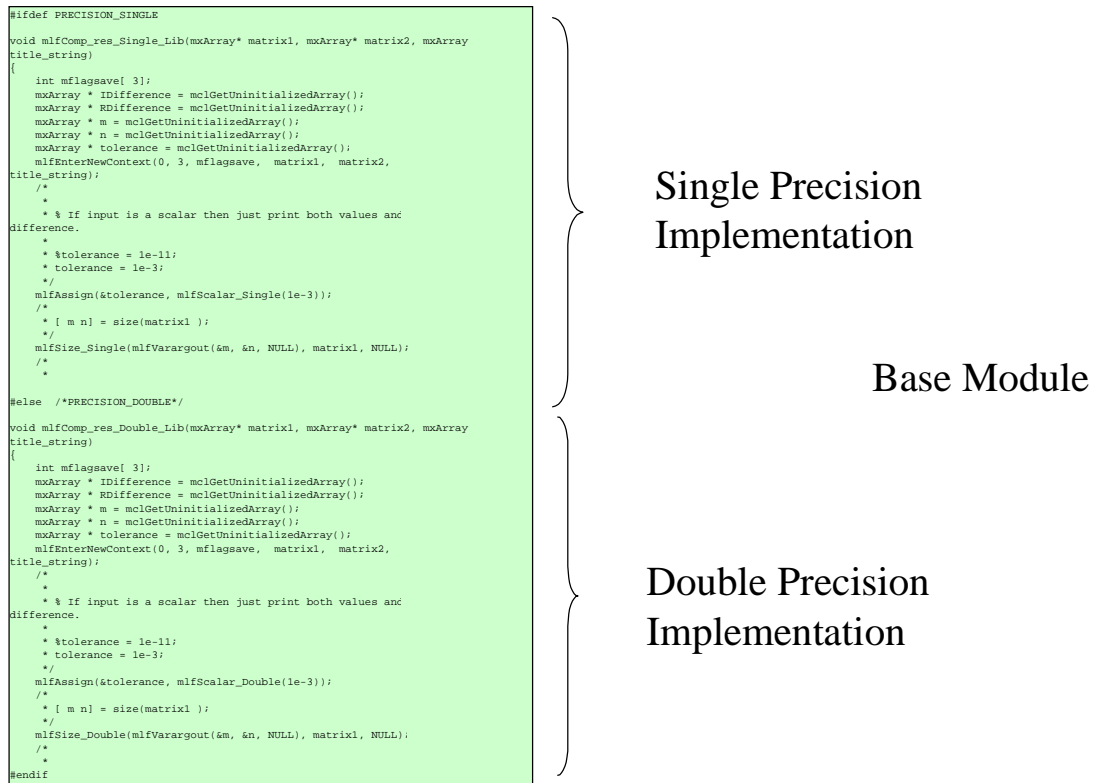 #ifdef PRECISION_SINGLE
void mlfComp_res_Single_Lib(mxArray* matrix1, mxArray* matrix2, mxArray
title_string)
{
int mflagsave[ 3];
mxArray * IDifference = mclGetUninitializedArray();
mxArray * RDifference = mclGetUninitializedArray();
mxArray * m = mclGetUninitializedArray();
mxArray * n = mclGetUninitializedArray();
mxArray * tolerance = mclGetUninitializedArray();
mlfEnterNewContext(0, 3, mflagsave, matrix1, matrix2,
title_string);
/*
*
* % If input is a scalar then just print both values and
difference.
*
* %tolerance = 1e-11;
* tolerance = 1e-3;
*/
mlfAssign(&tolerance, mlfScalar_Single(1e-3));
/*
* [ m n] = size(matrix1 );
*/
mlfSize_Single(mlfVarargout(&m, &n, NULL), matrix1, NULL);
/*
*
#else /*PRECISION_DOUBLE*/
void mlfComp_res_Double_Lib(mxArray* matrix1, mxArray* matrix2, mxArray
title_string)
{
int mflagsave[ 3];
mxArray * IDifference = mclGetUninitializedArray();
mxArray * RDifference = mclGetUninitializedArray();
mxArray * m = mclGetUninitializedArray();
mxArray * n = mclGetUninitializedArray();
mxArray * tolerance = mclGetUninitializedArray();
mlfEnterNewContext(0, 3, mflagsave, matrix1, matrix2,
title_string);
/*
*
* % If input is a scalar then just print both values and
difference.
*
* %tolerance = 1e-11;
* tolerance = 1e-3;
*/
mlfAssign(&tolerance, mlfScalar_Double(1e-3));
/*
* [ m n] = size(matrix1 );
*/
mlfSize_Double(mlfVarargout(&m, &n, NULL), matrix1, NULL);
/*
*
#endif
Single Precision
Implementation
Base Module
Double Precision
Implementation